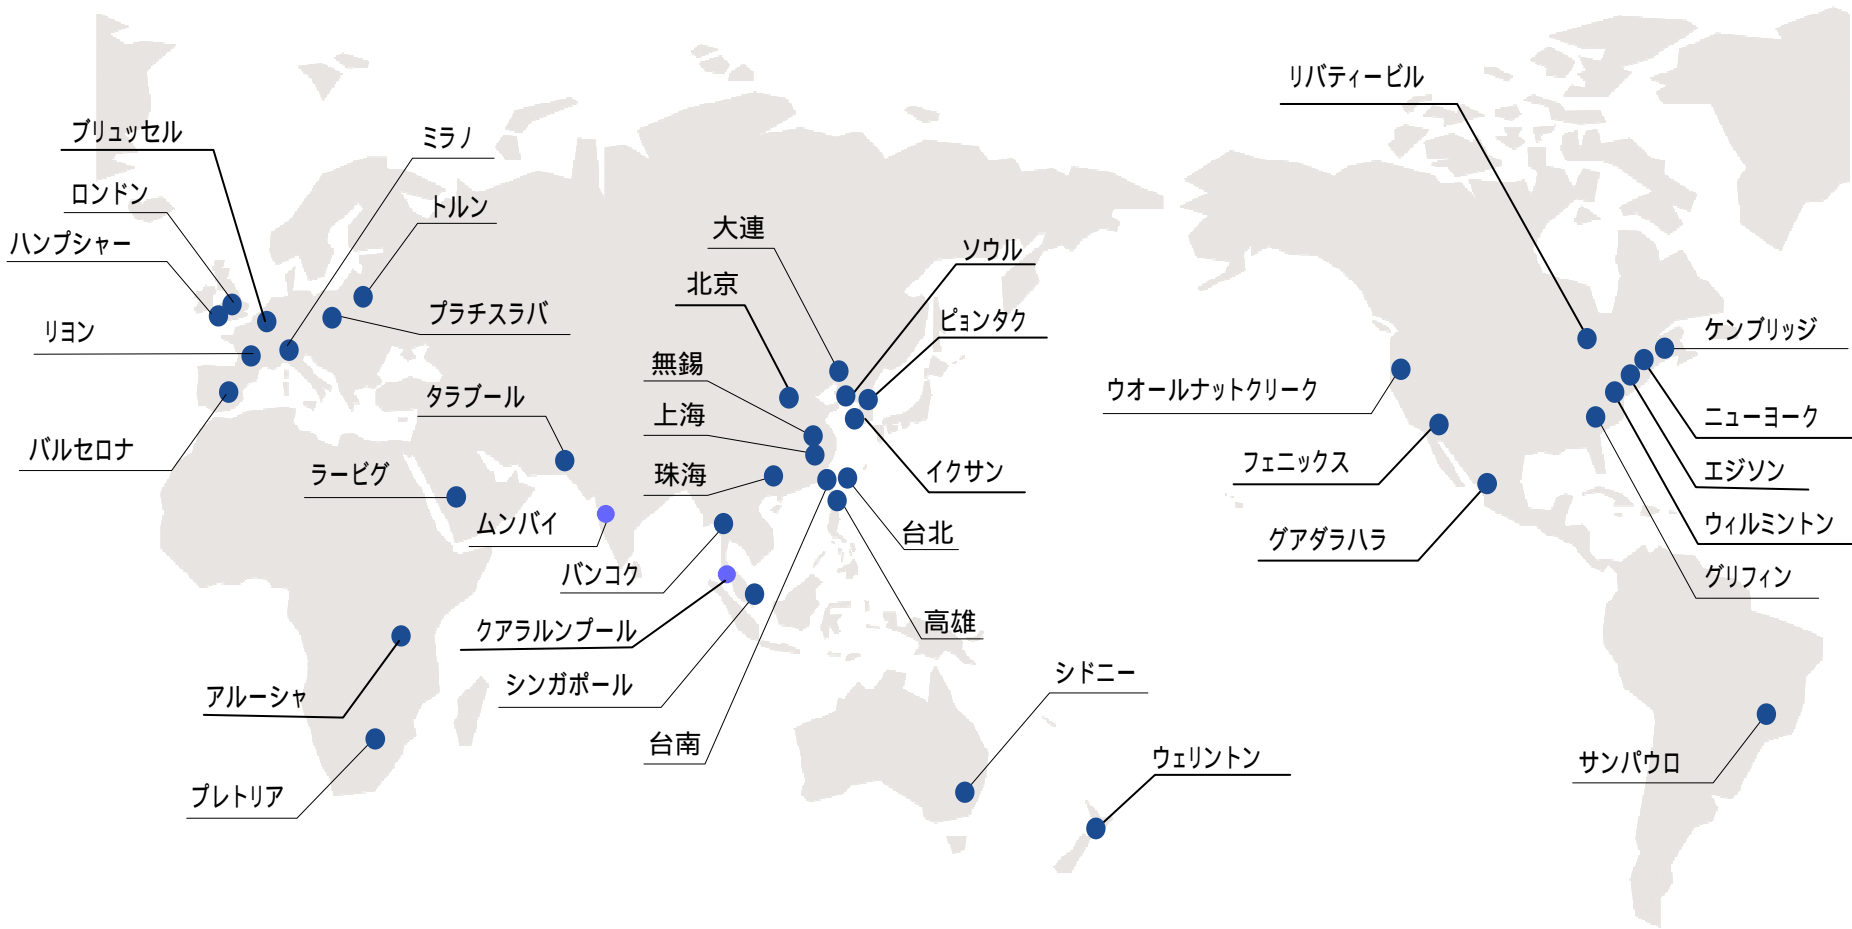 リバティービル
ブリュッセル
ミラノ
ロンドン
トルン
ハンプシャー
大連
ソウル
北京
プラチスラバ
ピョンタク
リヨン
ケンブリッジ
無錫
ウオールナットクリーク
タラプール
上海
ニューヨーク
バルセロナ
ラービグ
珠海
イクサン
フェニックス
エジソン
ムンバイ
台北
グアダラハラ
ウィルミントン
バンコク
グリフィン
クアラルンプール
高雄
シンガポール
シドニー
アルーシャ
台南
ウェリントン
サンパウロ
プレトリア